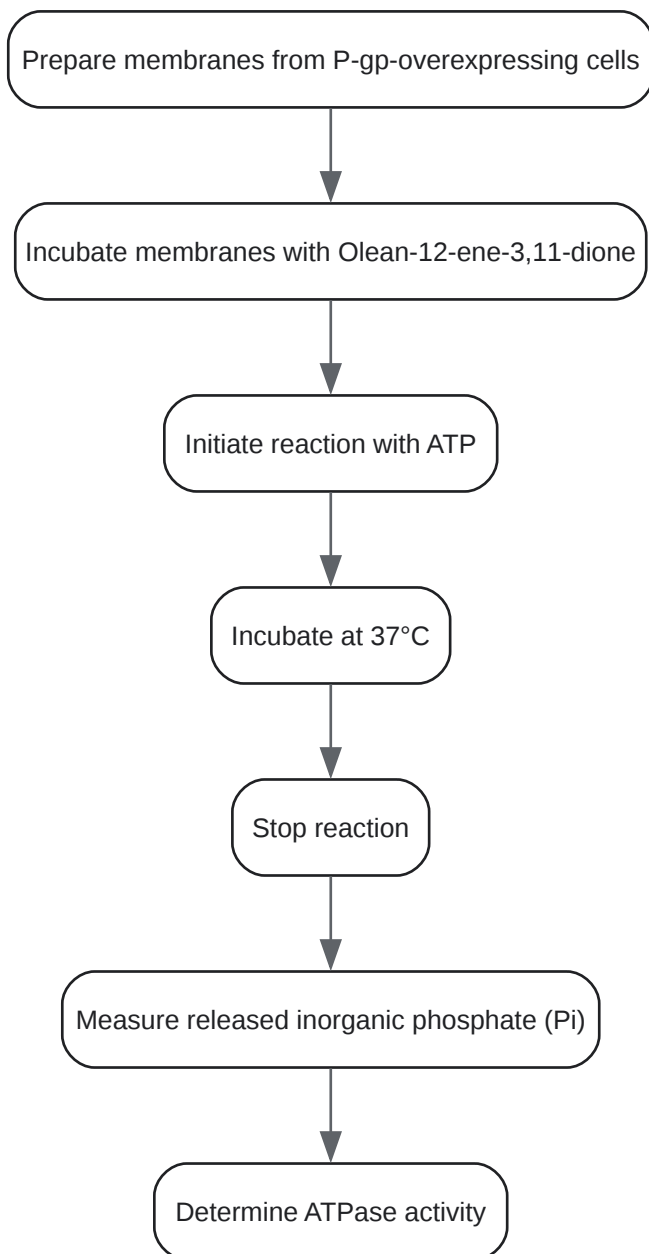 Prepare membranes from P-gp-overexpressing cells
Incubate membranes with Olean-12-ene-3,11-dione
Initiate reaction with ATP
Incubate at 37°C
Stop reaction
Measure released inorganic phosphate (Pi)
Determine ATPase activity